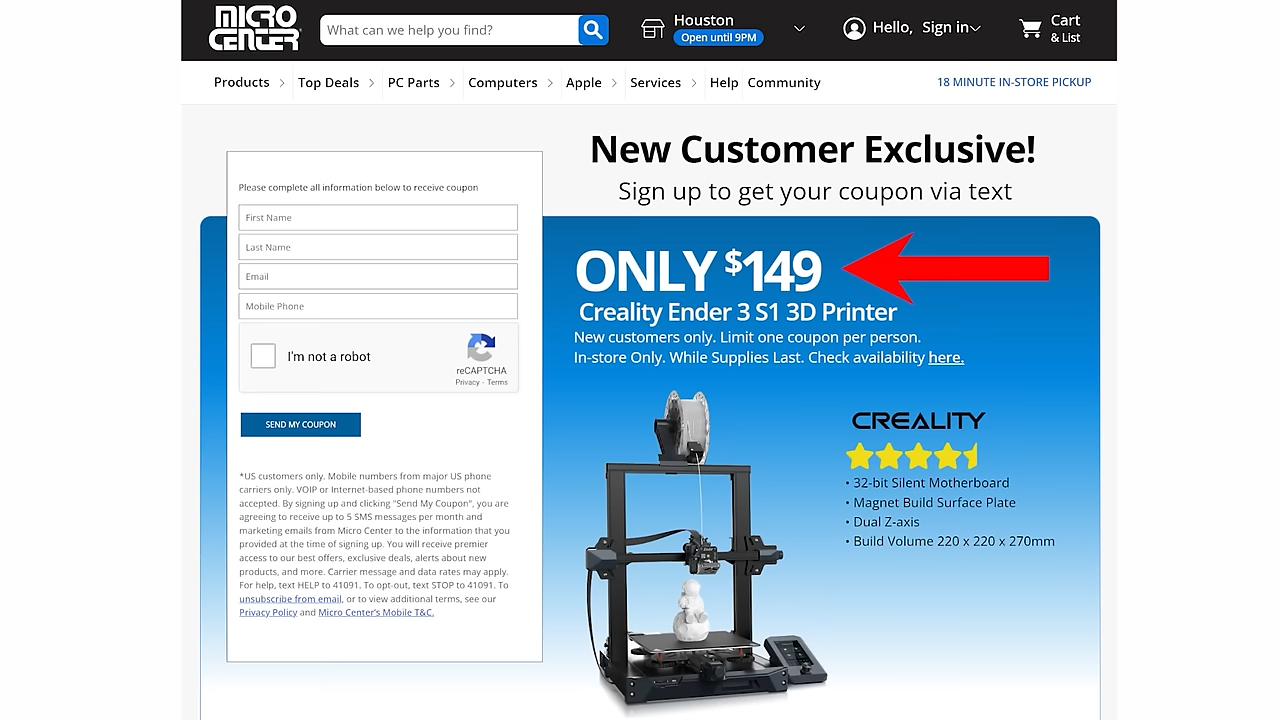 MICRO CENTER
What can we help you find?
Houston
Open until 9PM
Hello, Sign in
Cart
& List
Products
Top Deals
PC Parts
Computers
Apple
Services
Help
Community
18 MINUTE IN-STORE PICKUP
New Customer Exclusive!
Sign up to get your coupon via text
Please complete all information below to receive coupon
First Name
Last Name
Email
Mobile Phone
I'm not a robot
reCAPTCHA
Privacy - Terms
SEND MY COUPON
*US customers only. Mobile numbers from major US phone
carriers only. VOIP or Internet-based phone numbers not
accepted. By signing up and clicking "Send My Coupon", you are
agreeing to receive up to 5 SMS messages per month and
marketing emails from Micro Center to the information that you
provided at the time of signing up. You will receive premier
access to our best offers, exclusive deals, alerts about new
products, and more. Carrier message and data rates may apply.
For help, text HELP to 41091. To opt-out, text STOP to 41091. To
unsubscribe from email, or to view additional terms, see our
Privacy Policy and Micro Center's Mobile T&C.
ONLY $149
Creality Ender 3 S1 3D Printer
New customers only. Limit one coupon per person.
In-store Only. While Supplies Last. Check availability here.
CREALITY
• 32-bit Silent Motherboard
• Magnet Build Surface Plate
• Dual Z-axis
• Build Volume 220 x 220 x 270mm